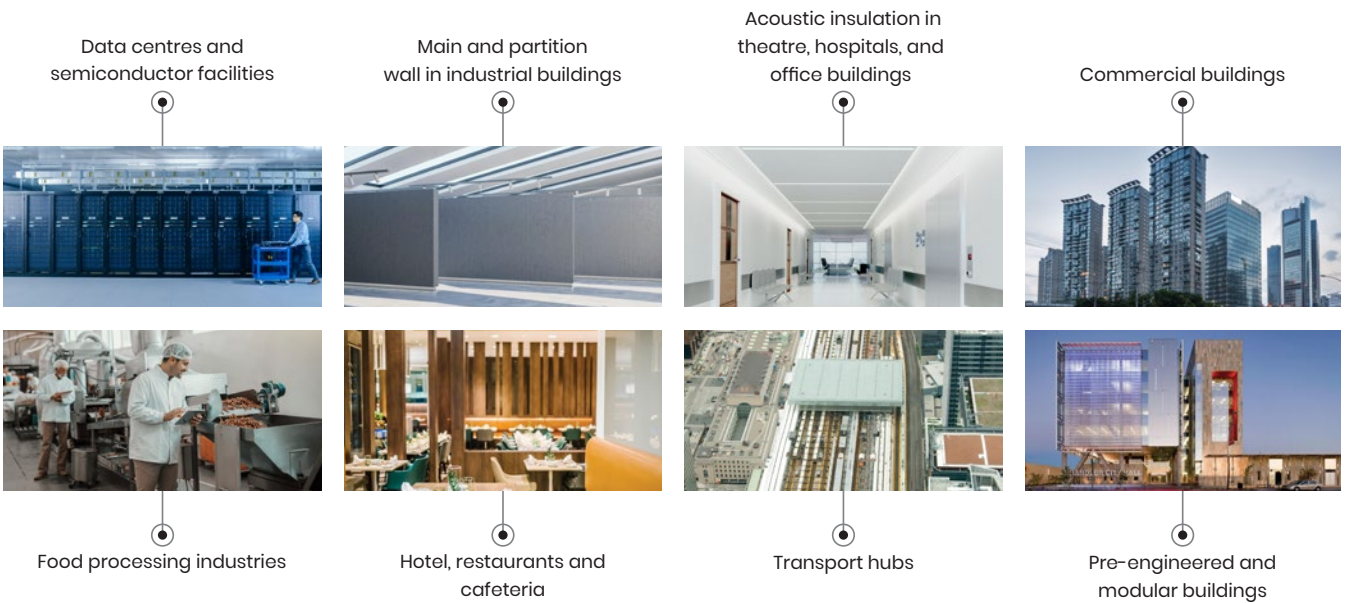 Data centres and
semiconductor facilities
Main and partition
wall in industrial buildings
Acoustic insulation in
theatre, hospitals, and
office buildings
Commercial buildings
Food processing industries
Hotel, restaurants and
cafeteria
Transport hubs
Pre-engineered and
modular buildings